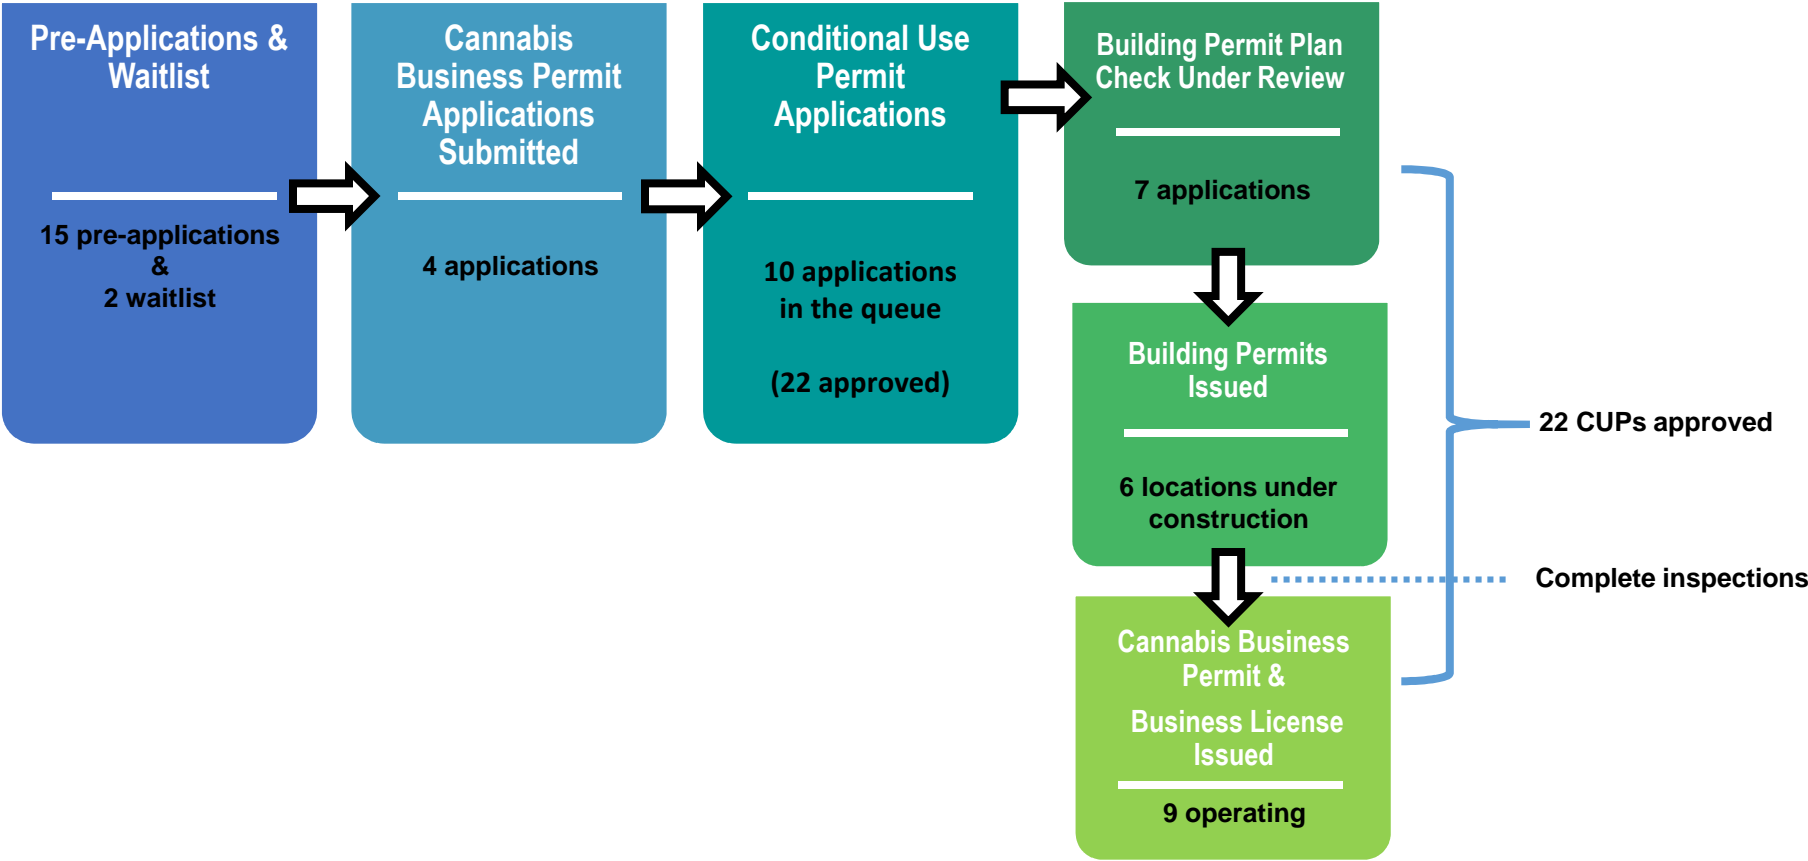 Pre-Applications &
Waitlist
15 pre-applications
&
2 waitlist
Cannabis
Business Permit
Applications
Submitted
4 applications
Conditional Use
Permit
Applications
10 applications
in the queue
(22 approved)
Building Permit Plan
Check Under Review
7 applications
Building Permits
Issued
6 locations under
construction
Cannabis Business
Permit &
Business License
Issued
9 operating
22 CUPs approved
Complete inspections